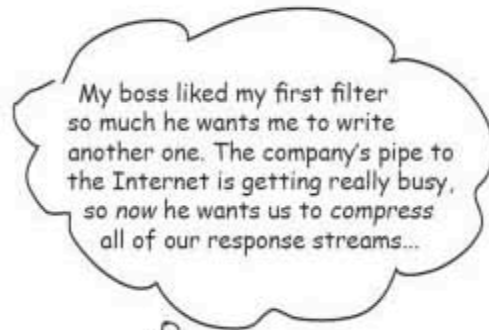 My boss liked my first filter
so much he wants me to write
another one. The company's pipe to
the Internet is getting really busy,
so now he wants us to compress
all of our response streams...